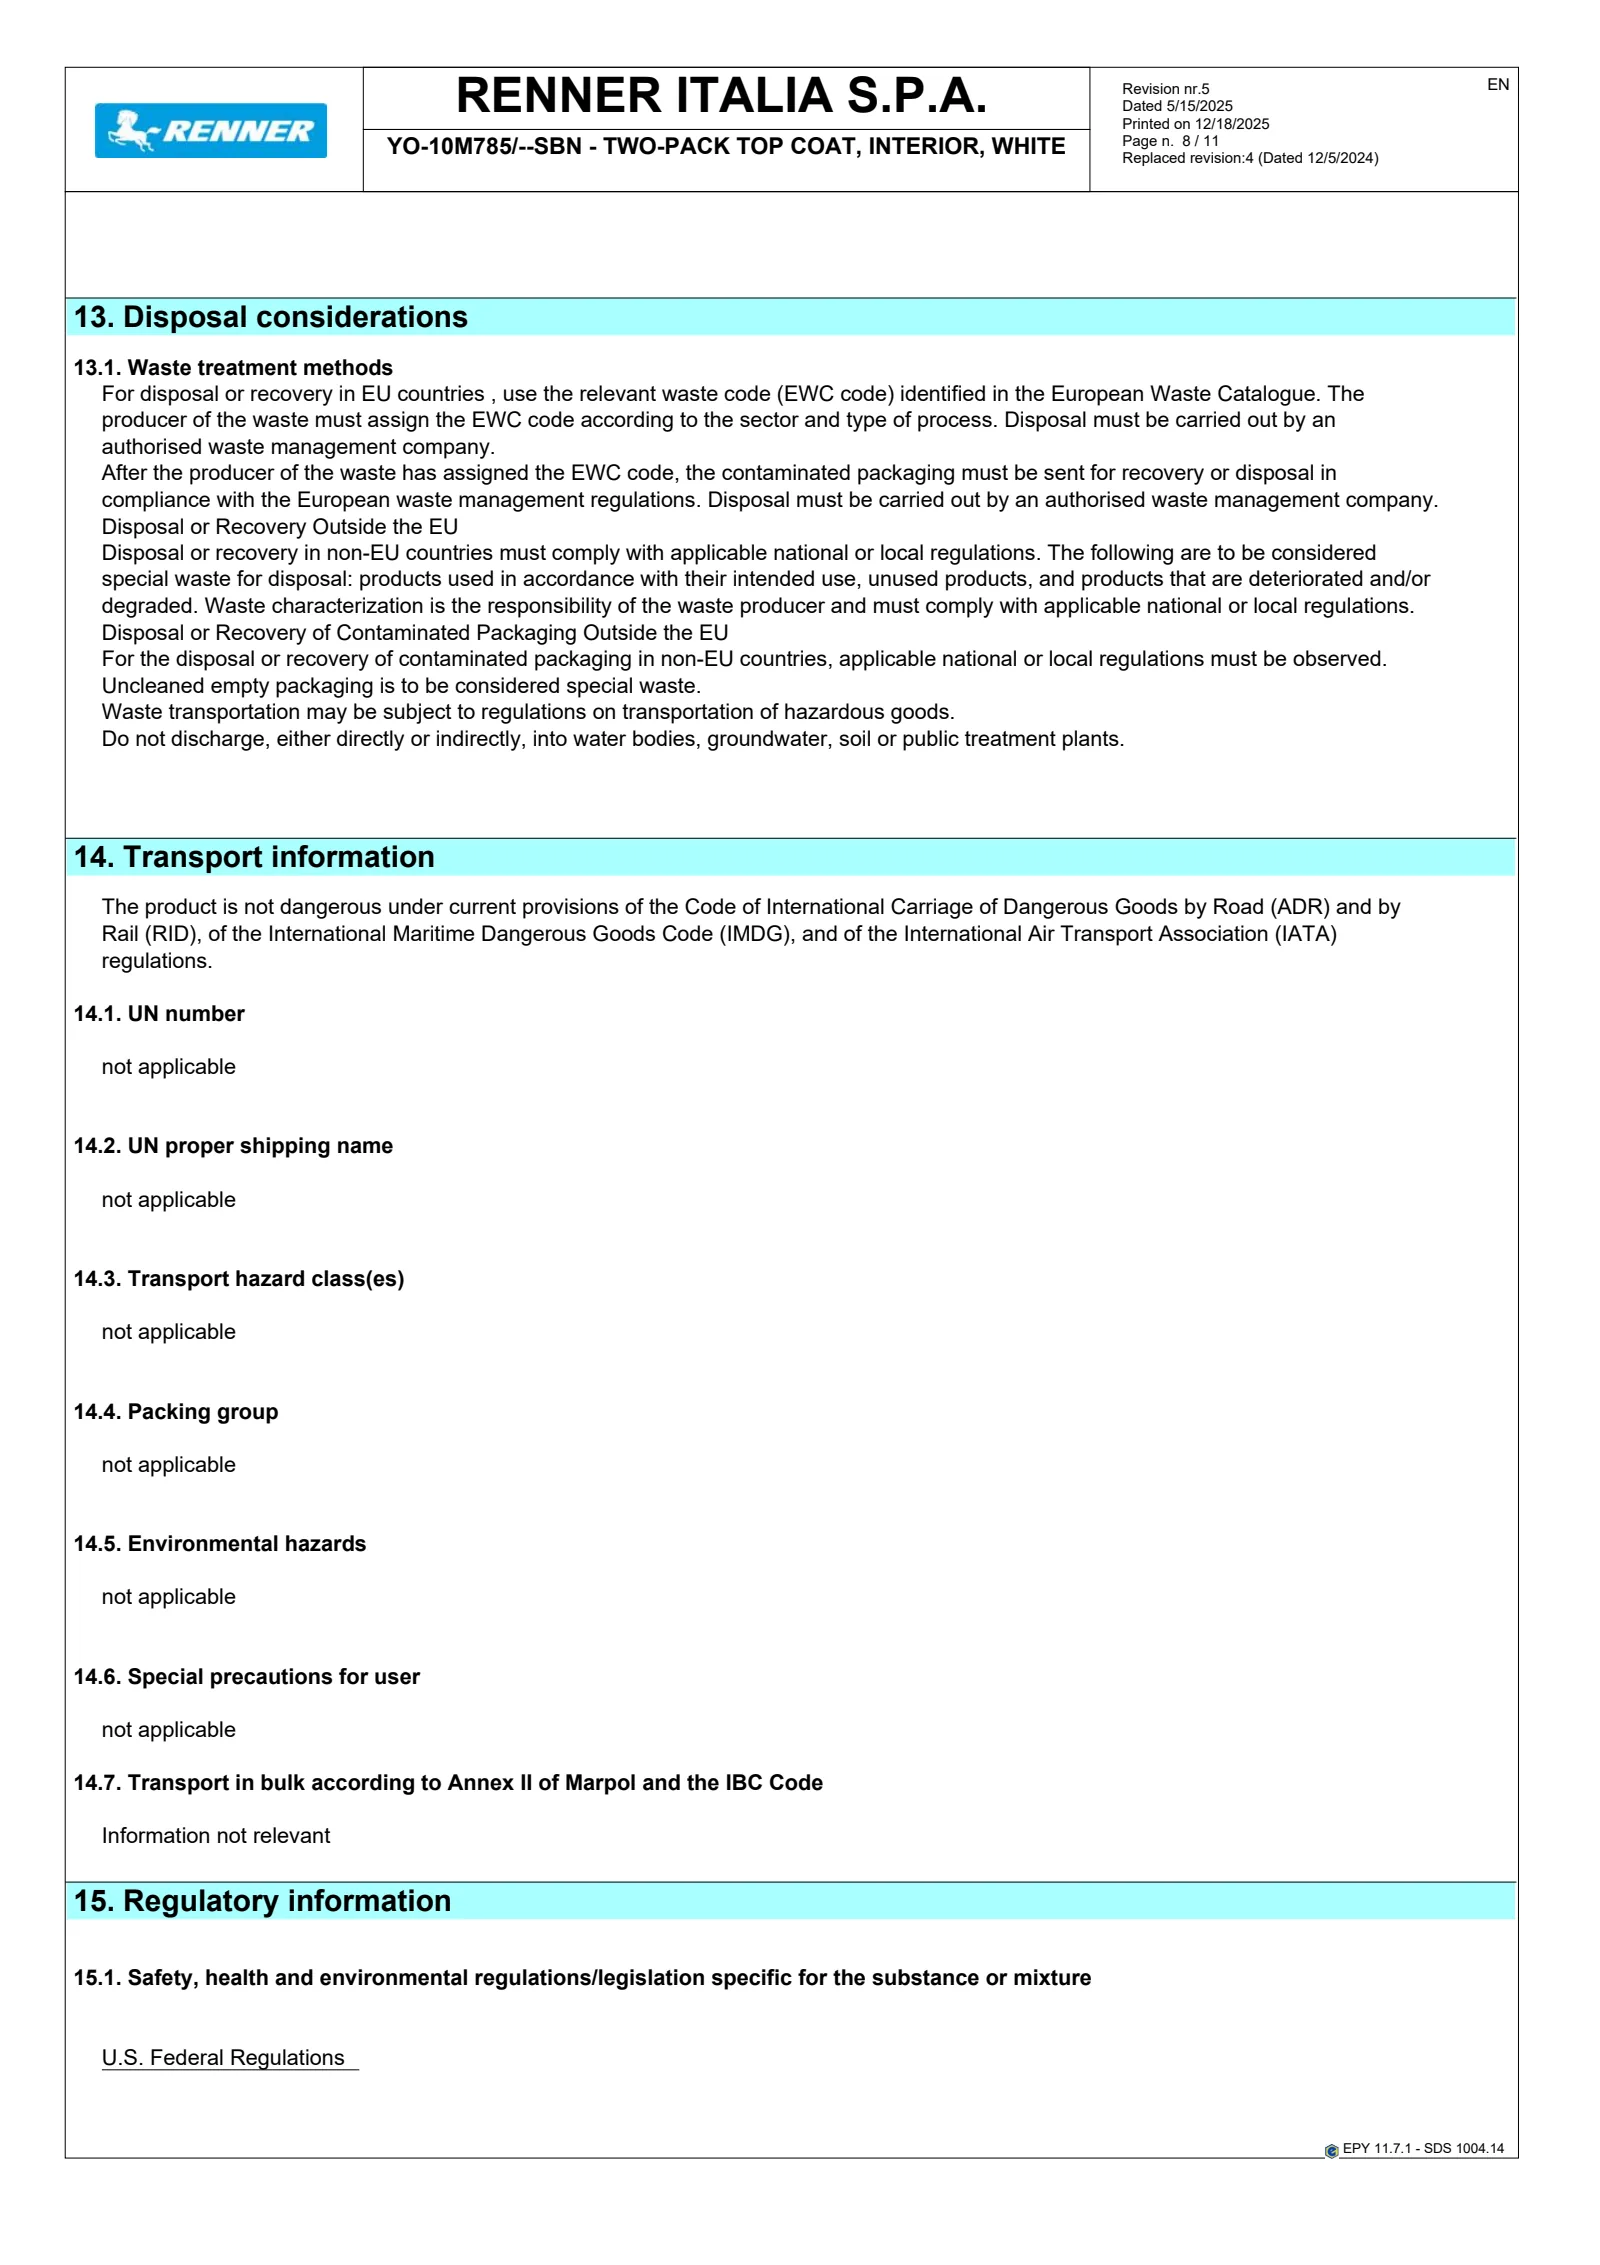 RENNER
RENNER ITALIA S.P.A.
YO-10M785/--SBN - TWO-PACK TOP COAT, INTERIOR, WHITE
Revision nr.5
Dated 5/15/2025
Printed on 12/18/2025
Page n. 8 / 11
Replaced revision:4 (Dated 12/5/2024)
EN
13. Disposal considerations
13.1. Waste treatment methods
For disposal or recovery in EU countries , use the relevant waste code (EWC code) identified in the European Waste Catalogue. The
producer of the waste must assign the EWC code according to the sector and type of process. Disposal must be carried out by an
authorised waste management company.
After the producer of the waste has assigned the EWC code, the contaminated packaging must be sent for recovery or disposal in
compliance with the European waste management regulations. Disposal must be carried out by an authorised waste management company.
Disposal or Recovery Outside the EU
Disposal or recovery in non-EU countries must comply with applicable national or local regulations. The following are to be considered
special waste for disposal: products used in accordance with their intended use, unused products, and products that are deteriorated and/or
degraded. Waste characterization is the responsibility of the waste producer and must comply with applicable national or local regulations.
Disposal or Recovery of Contaminated Packaging Outside the EU
For the disposal or recovery of contaminated packaging in non-EU countries, applicable national or local regulations must be observed.
Uncleaned empty packaging is to be considered special waste.
Waste transportation may be subject to regulations on transportation of hazardous goods.
Do not discharge, either directly or indirectly, into water bodies, groundwater, soil or public treatment plants.
14. Transport information
The product is not dangerous under current provisions of the Code of International Carriage of Dangerous Goods by Road (ADR) and by
Rail (RID), of the International Maritime Dangerous Goods Code (IMDG), and of the International Air Transport Association (IATA)
regulations.
14.1. UN number
not applicable
14.2. UN proper shipping name
not applicable
14.3. Transport hazard class(es)
not applicable
14.4. Packing group
not applicable
14.5. Environmental hazards
not applicable
14.6. Special precautions for user
not applicable
14.7. Transport in bulk according to Annex II of Marpol and the IBC Code
Information not relevant
15. Regulatory information
15.1. Safety, health and environmental regulations/legislation specific for the substance or mixture
U.S. Federal Regulations
EPY 11.7.1 - SDS 1004.14